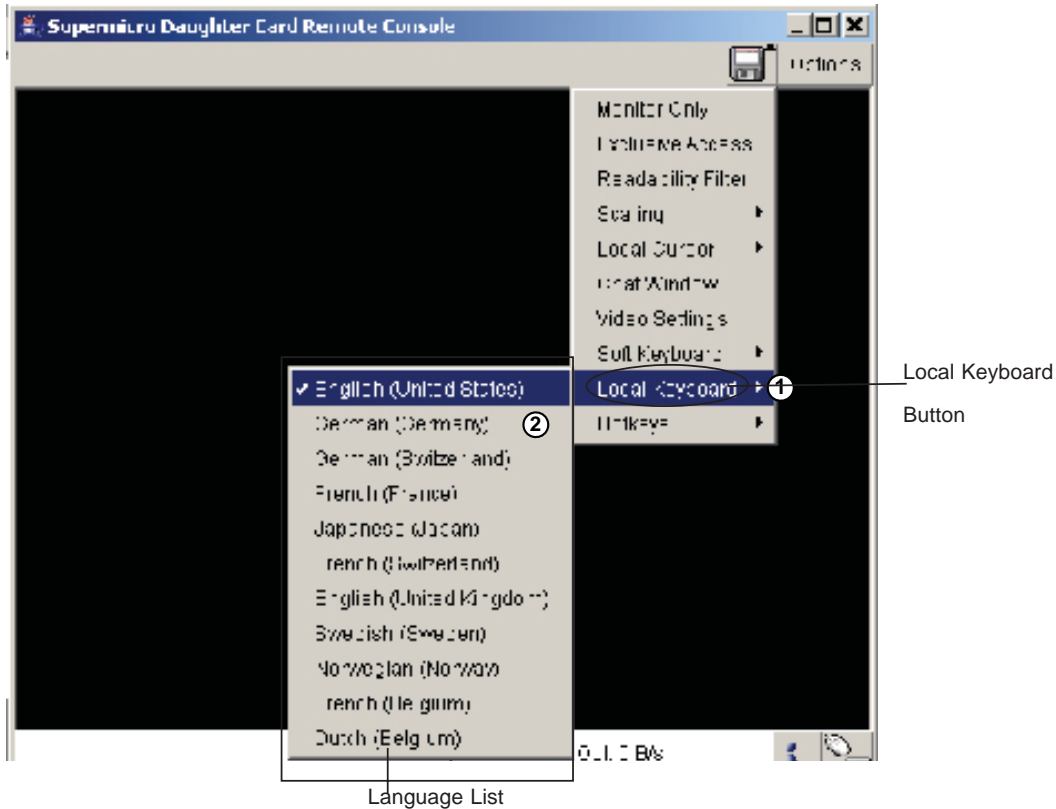 Supermicro Daughter Card Remote Console
Options
Monitor Only
Exclusive Access
Readability Filter
Scaling
Local Cursor
Chat Window
Video Settings
Soft Keyboard
Local Keyboard
1
Hotkeys
Local Keyboard
Button
English (United States)
German (Germany)
2
German (Switzerland)
French (France)
Japanese (Japan)
French (Switzerland)
English (United Kingdom)
Swedish (Sweden)
Norwegian (Norway)
French (Belgium)
Dutch (Belgium)
B/s
Language List